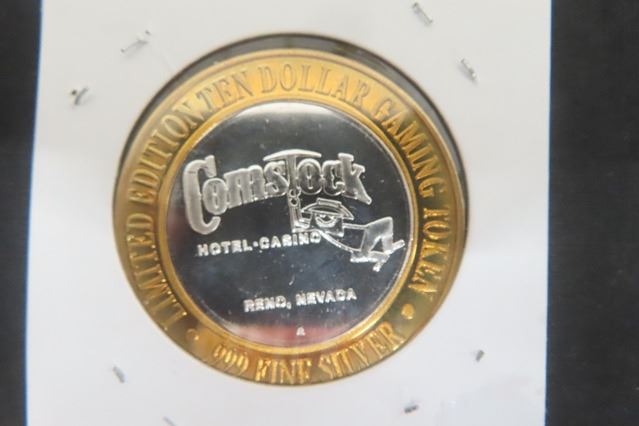 LIMITED EDITION TEN DOLLAR GAMING TOKEN
Comstock
HOTEL·CASINO
RENO, NEVADA
A
• .999 FINE SILVER •